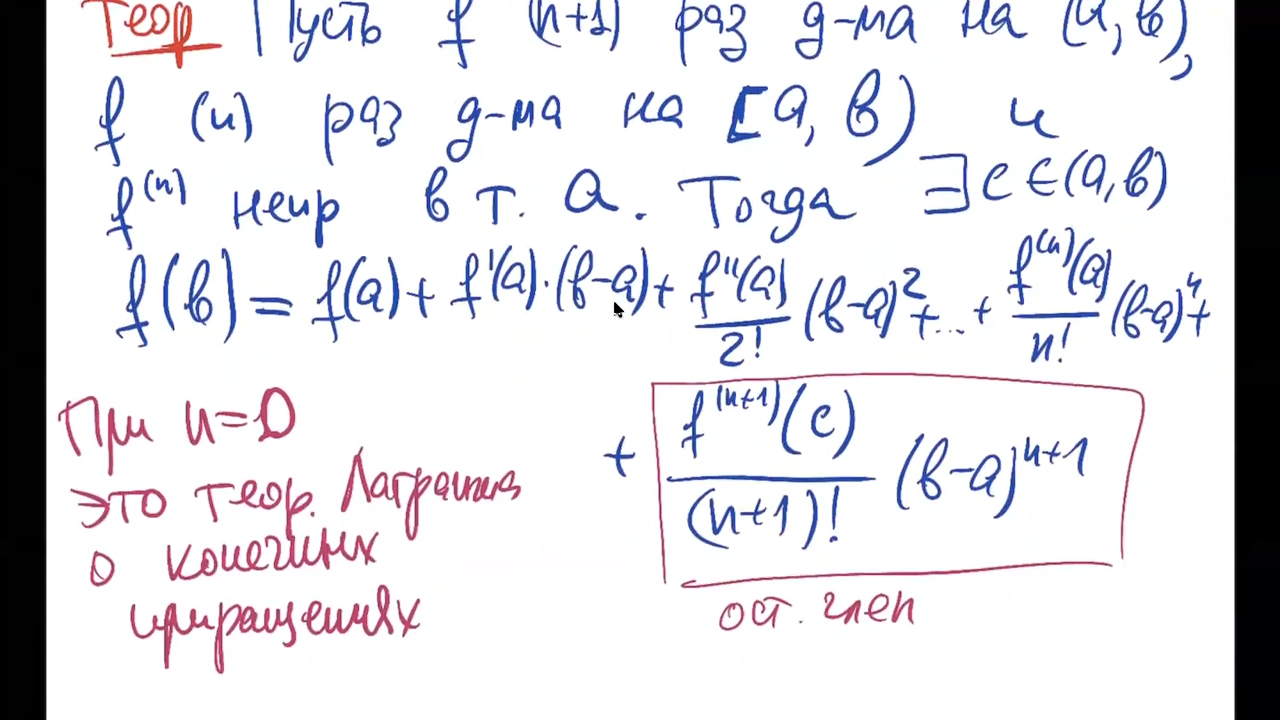 Теор Пусть f (n+1) раз д-ма на (a, b),
f (n) раз д-ма на [a, b) и
f⁽ⁿ⁾ непр в т. a. Тогда ∃ c ∈ (a, b)
f(b) = f(a) + f'(a)·(b-a) + f''(a)/2! (b-a)² + ... + f⁽ⁿ⁾(a)/n! (b-a)ⁿ +
+ f⁽ⁿ⁺¹⁾(c)/(n+1)! (b-a)ⁿ⁺¹
ост. член
При n=0
это теор. Лагранжа
о конечных
приращениях